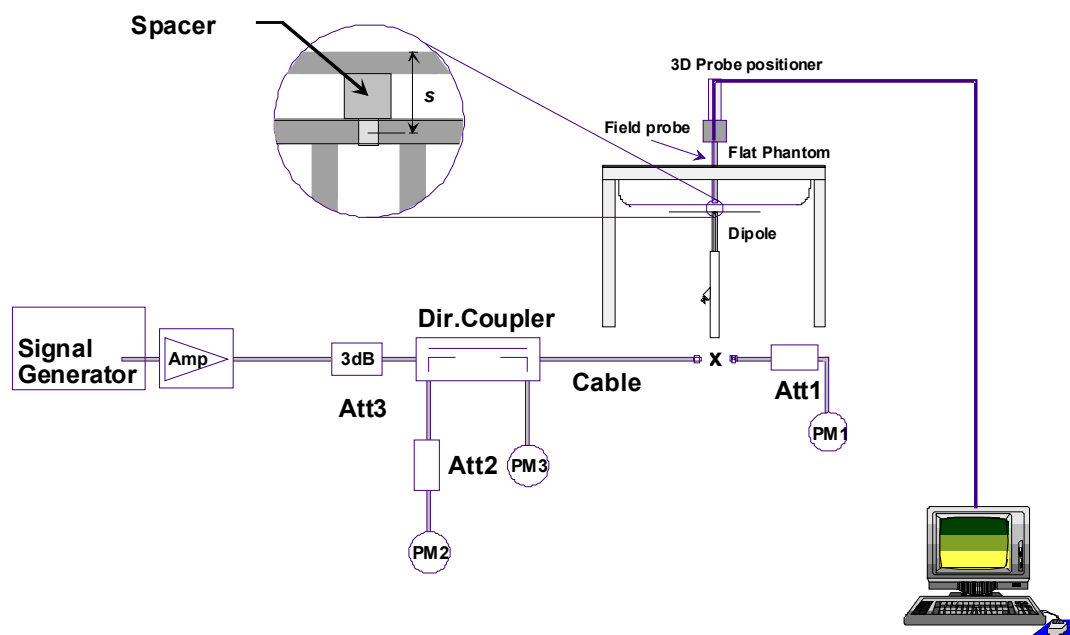 Spacer
s
3D Probe positioner
Field probe
Flat Phantom
Dipole
Dir.Coupler
Signal
Generator
Amp
3dB
Att3
Cable
x
Att1
PM1
Att2
PM3
PM2